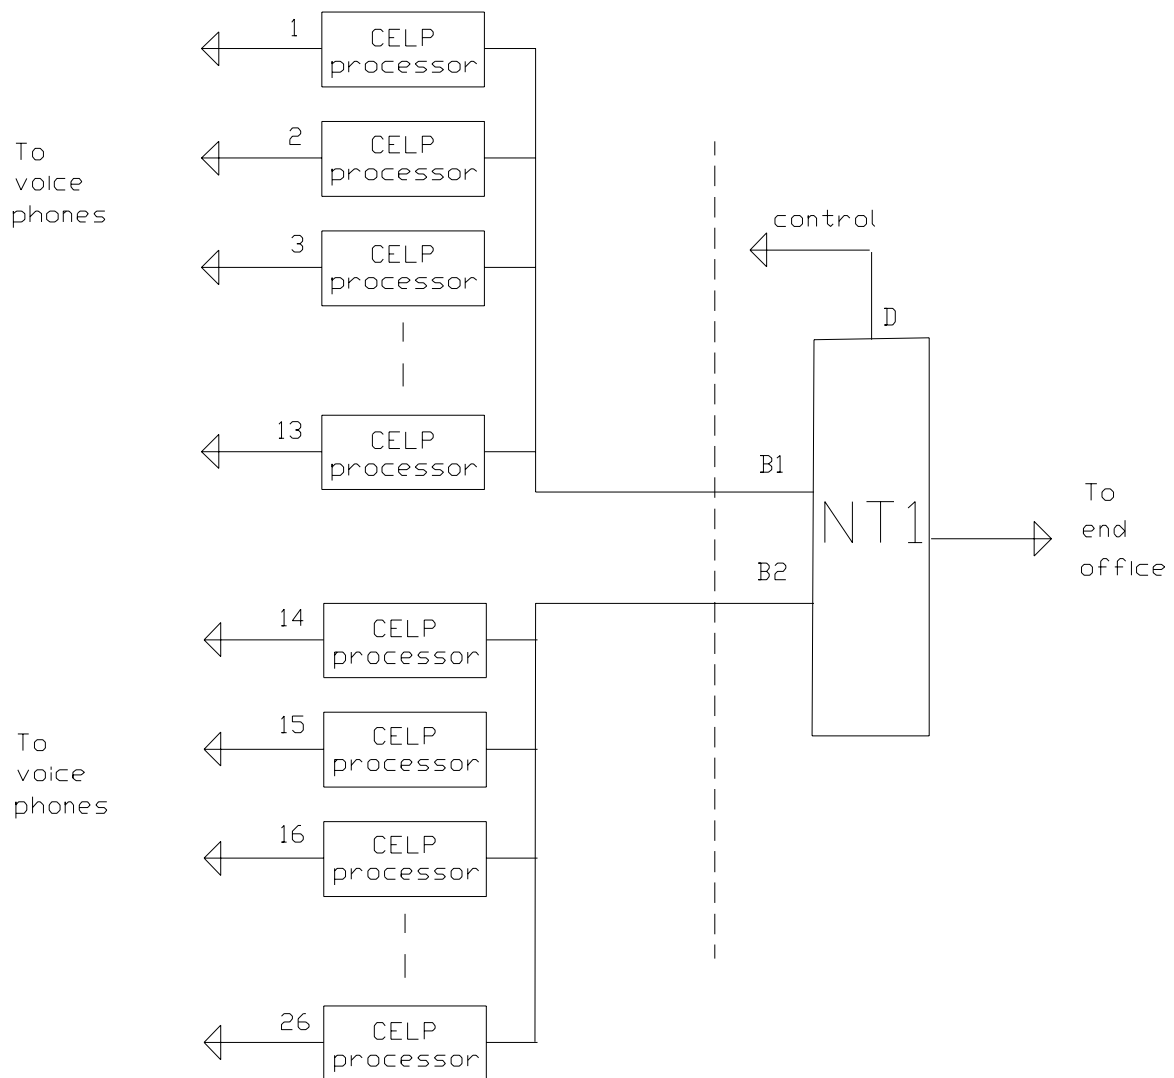 1
CELP
processor
2
CELP
processor
To
voice
phones
3
CELP
processor
control
D
13
CELP
processor
B1
NT1
To
end
office
B2
14
CELP
processor
15
CELP
processor
To
voice
phones
16
CELP
processor
26
CELP
processor